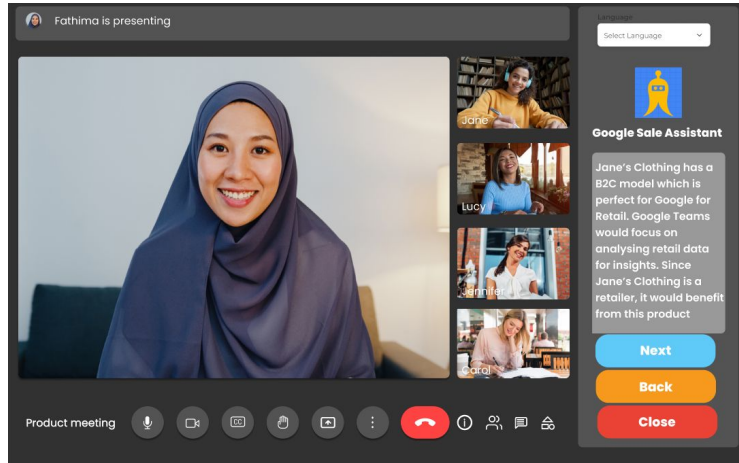 Fathima is presenting
Jane
Lucy
Jennifer
Carol
Product meeting
CC
Language
Select Language
Google Sale Assistant
Jane's Clothing has a
B2C model which is
perfect for Google for
Retail. Google Teams
would focus on
analysing retail data
for insights. Since
Jane's Clothing is a
retailer, it would benefit
from this product
Next
Back
Close